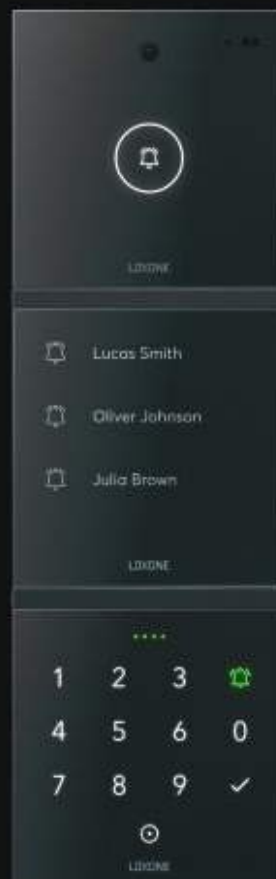 LOXONE
Lucas Smith
Oliver Johnson
Julia Brown
LOXONE
1 2 3
4 5 6 0
7 8 9
LOXONE